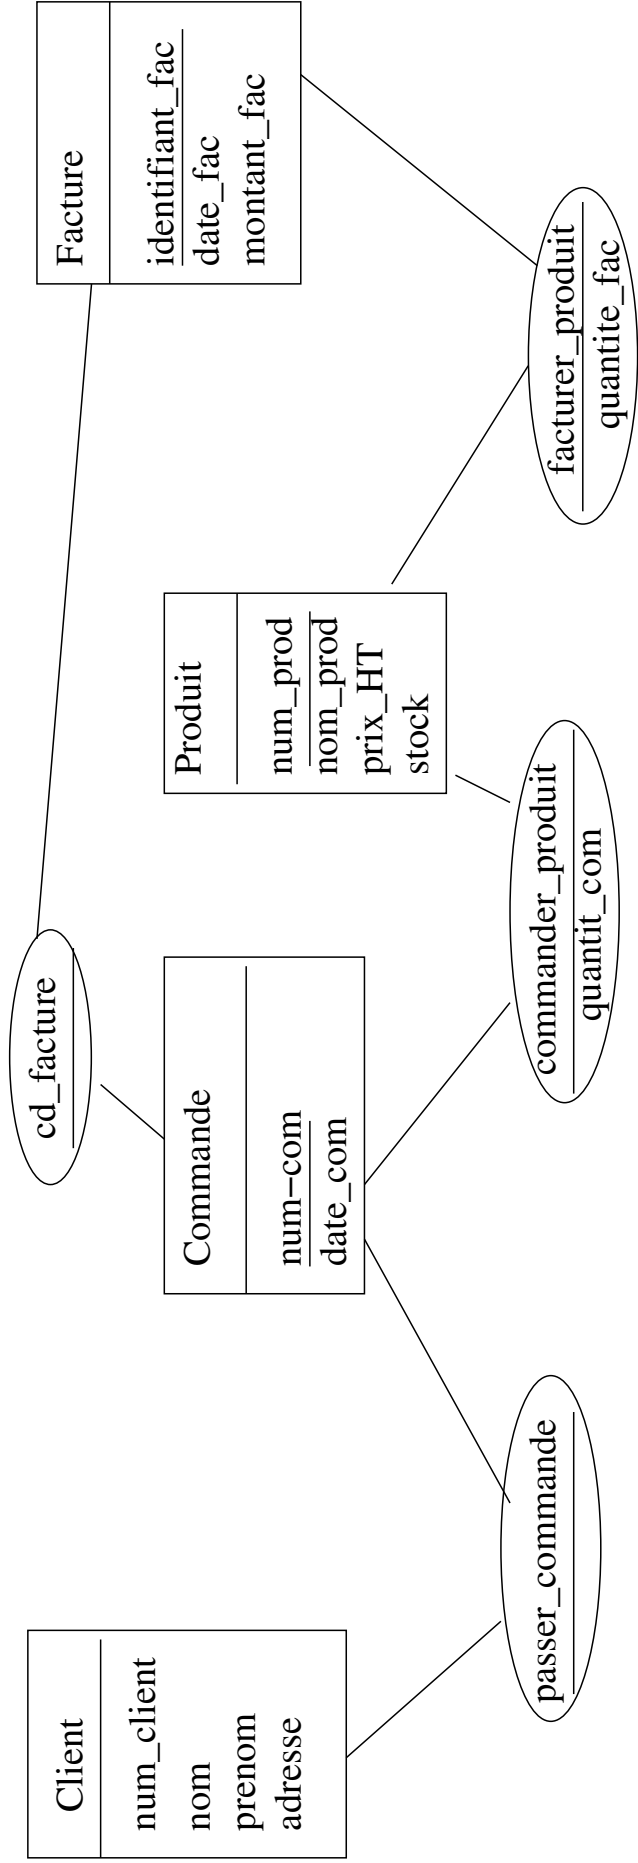 Client
num_client
nom
prenom
adresse
passer_commande
Commande
num-com
date_com
cd_facture
commander_produit
quantit_com
Produit
num_prod
nom_prod
prix_HT
stock
facturer_produit
quantite_fac
Facture
identifiant_fac
date_fac
montant_fac